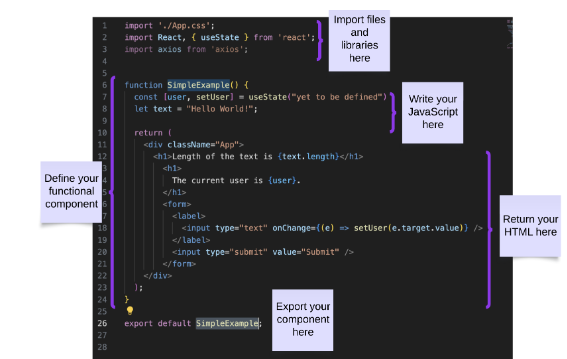 Import files
and
libraries
here
1 import './App.css';
2 import React, { useState } from 'react';
3 import axios from 'axios';
4
5
6 function SimpleExample() {
7 const [user, setUser] = useState("yet to be defined")
8 let text = "Hello World!";
9
10 return (
11 <div className="App">
12 <h1>Length of the text is {text.length}</h1>
13 <h1>
14 The current user is {user}.
15 </h1>
16 <form>
17 <label>
18 <input type="text" onChange={(e) => setUser(e.target.value)} />
19 </label>
20 <input type="submit" value="Submit" />
21 </form>
22 </div>
23 );
24 }
25
26 export default SimpleExample;
27
28
Write your
JavaScript
here
Define your
functional
component
Return your
HTML here
Export your
component
here